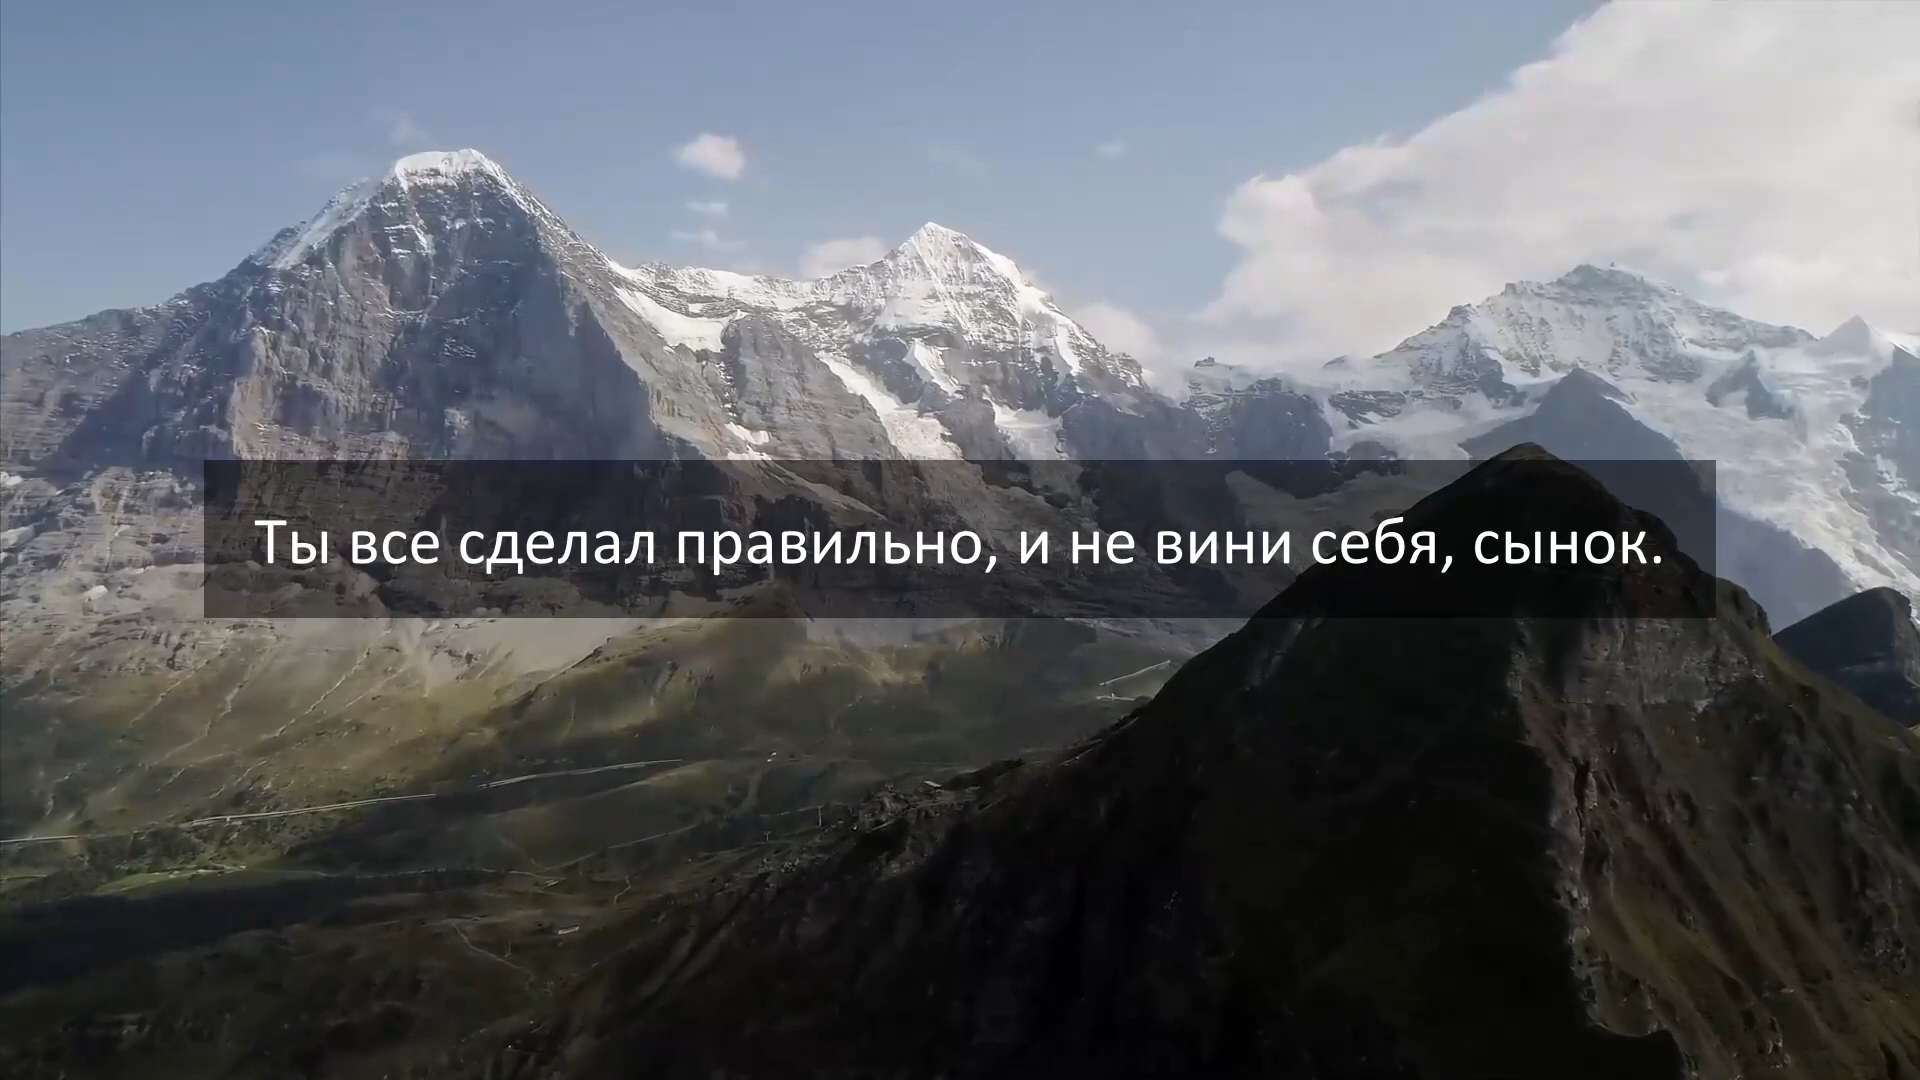 Ты все сделал правильно, и не вини себя, сынок.